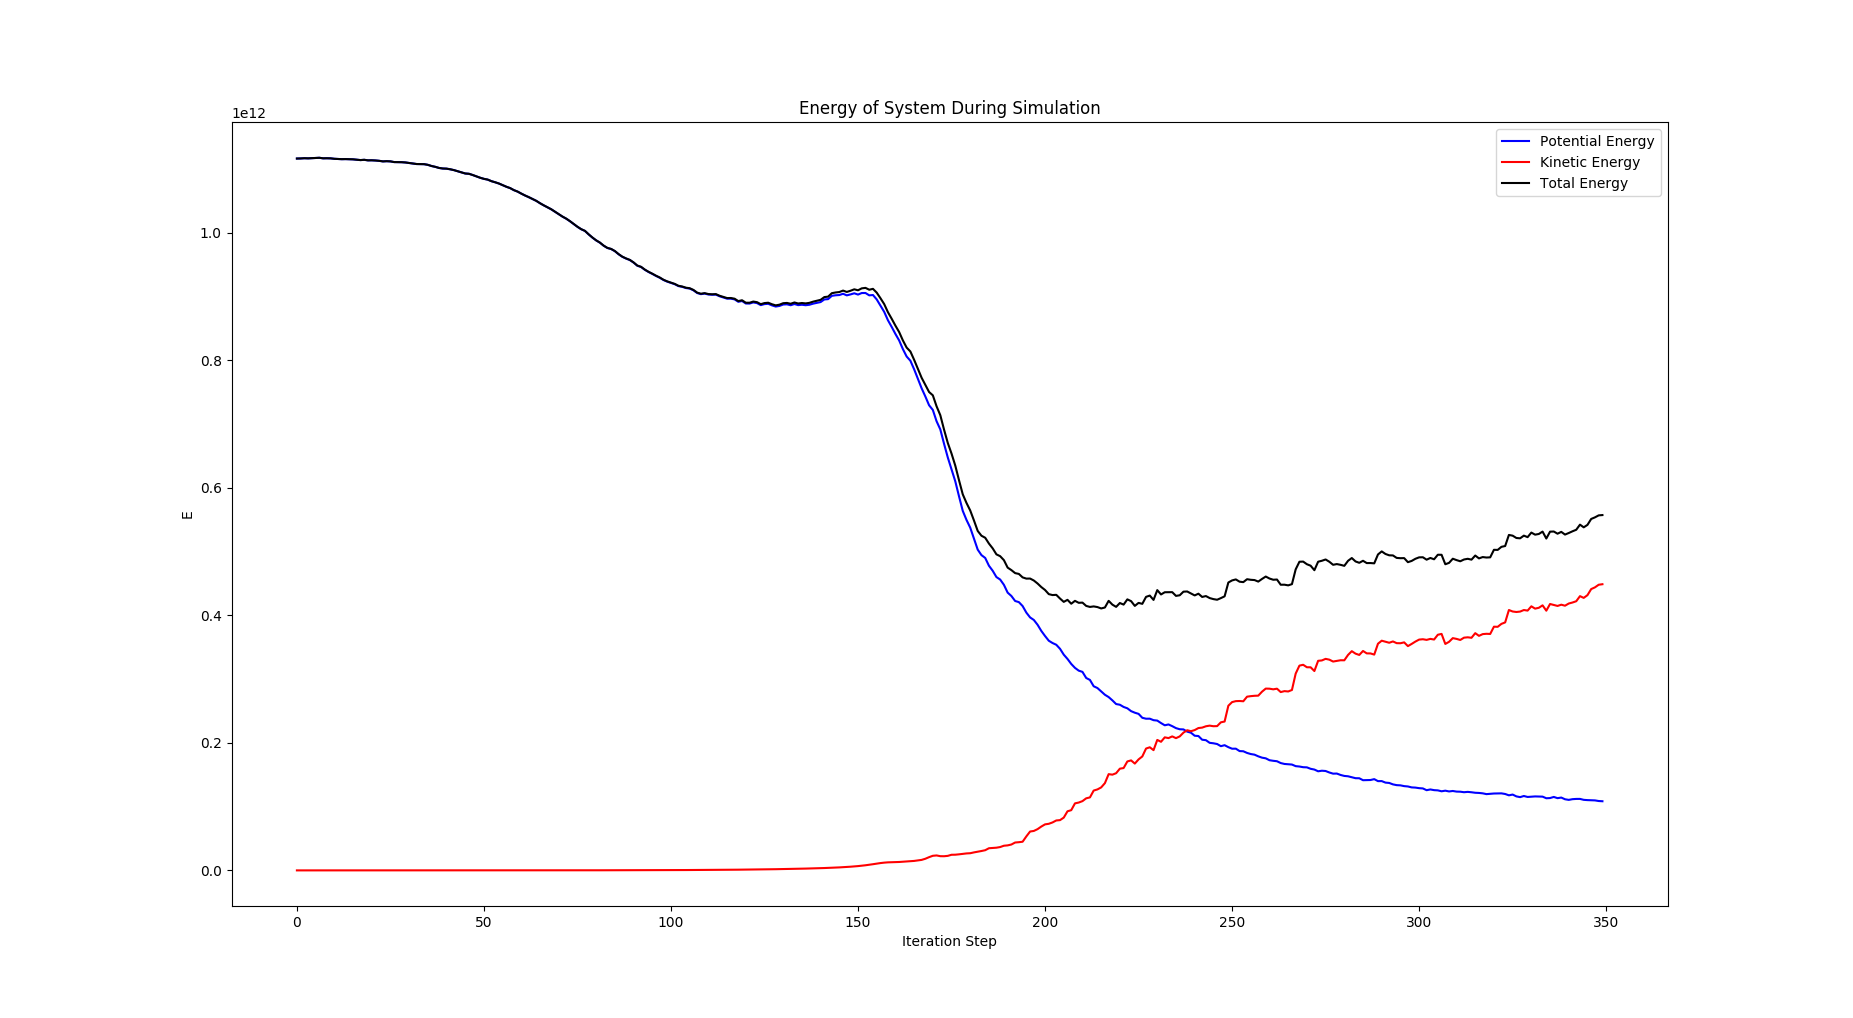 Energy of System During Simulation
1e12
Potential Energy
Kinetic Energy
Total Energy
1.0
0.8
0.6
0.4
0.2
0.0
E
0 50 100 150 200 250 300 350
Iteration Step